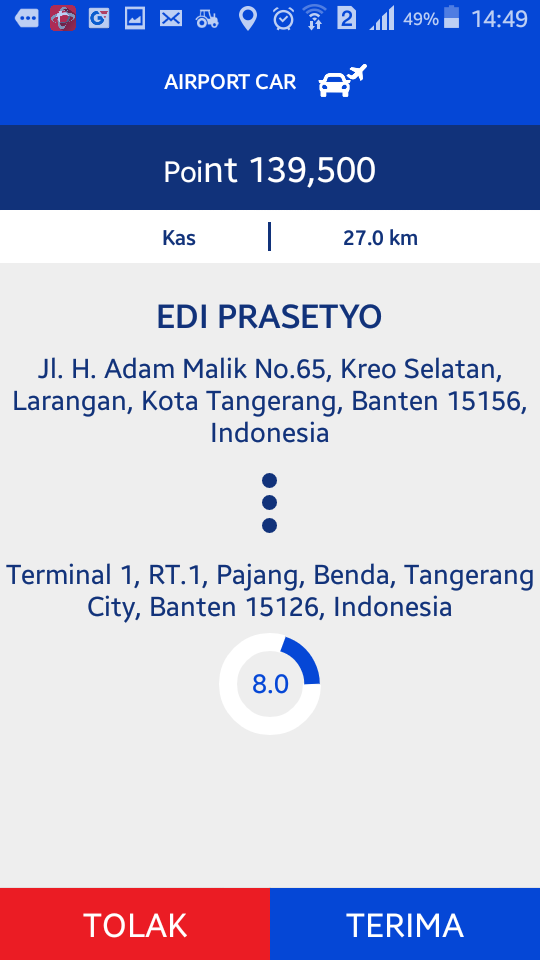 2 49% 14:49
AIRPORT CAR
Point 139,500
Kas 27.0 km
EDI PRASETYO
Jl. H. Adam Malik No.65, Kreo Selatan,
Larangan, Kota Tangerang, Banten 15156,
Indonesia
Terminal 1, RT.1, Pajang, Benda, Tangerang
City, Banten 15126, Indonesia
8.0
TOLAK TERIMA